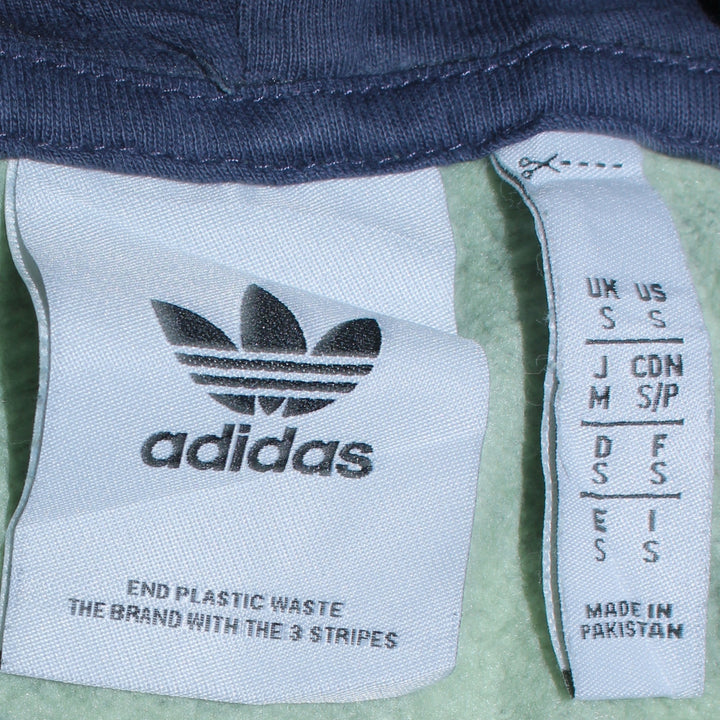 adidas
END PLASTIC WASTE
THE BRAND WITH THE 3 STRIPES
UK US
S S
J CDN
M S/P
D F
S S
E I
S S
MADE IN
PAKISTAN